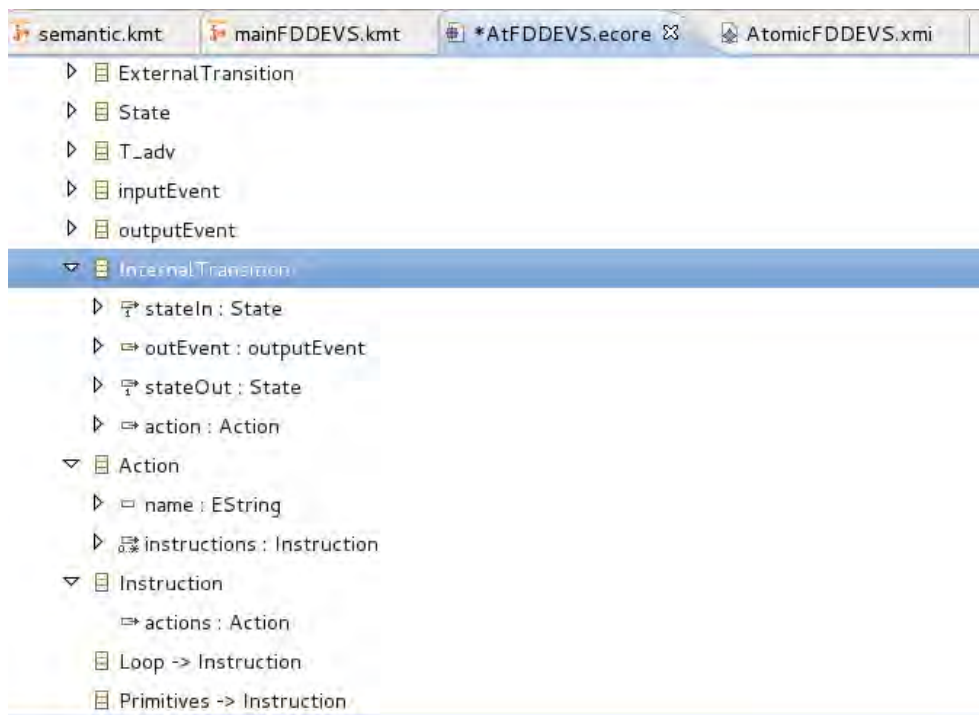 semantic.kmt mainFDDEVS.kmt *AtFDDEVS.ecore AtomicFDDEVS.xmi
ExternalTransition
State
T_adv
inputEvent
outputEvent
InternalTransition
stateIn : State
outEvent : outputEvent
stateOut : State
action : Action
Action
name : EString
instructions : Instruction
Instruction
actions : Action
Loop -> Instruction
Primitives -> Instruction